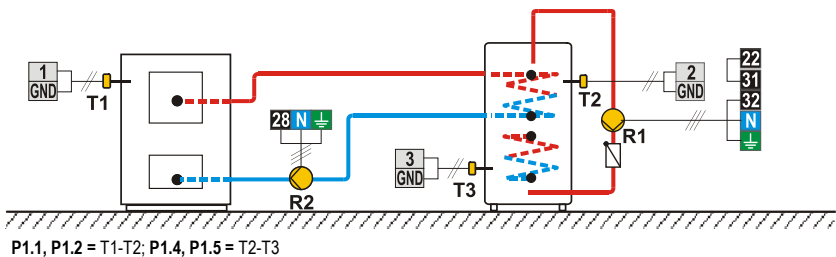 1
GND
T1
28 N
R2
3
GND
T3
T2
2
GND
R1
22
31
32
N
P1.1, P1.2 = T1-T2; P1.4, P1.5 = T2-T3